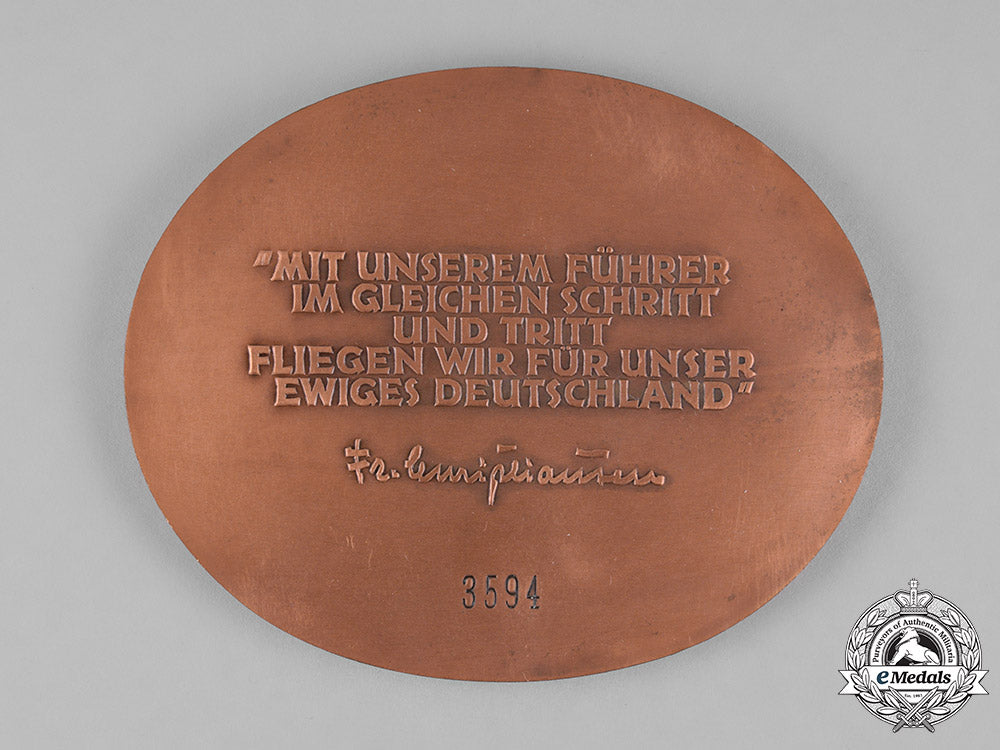 "MIT UNSEREM FÜHRER
IM GLEICHEN SCHRITT
UND TRITT
FLIEGEN WIR FÜR UNSER
EWIGES DEUTSCHLAND"
Fr. Christiansen
3594
Purveyors of Authentic Militaria
eMedals